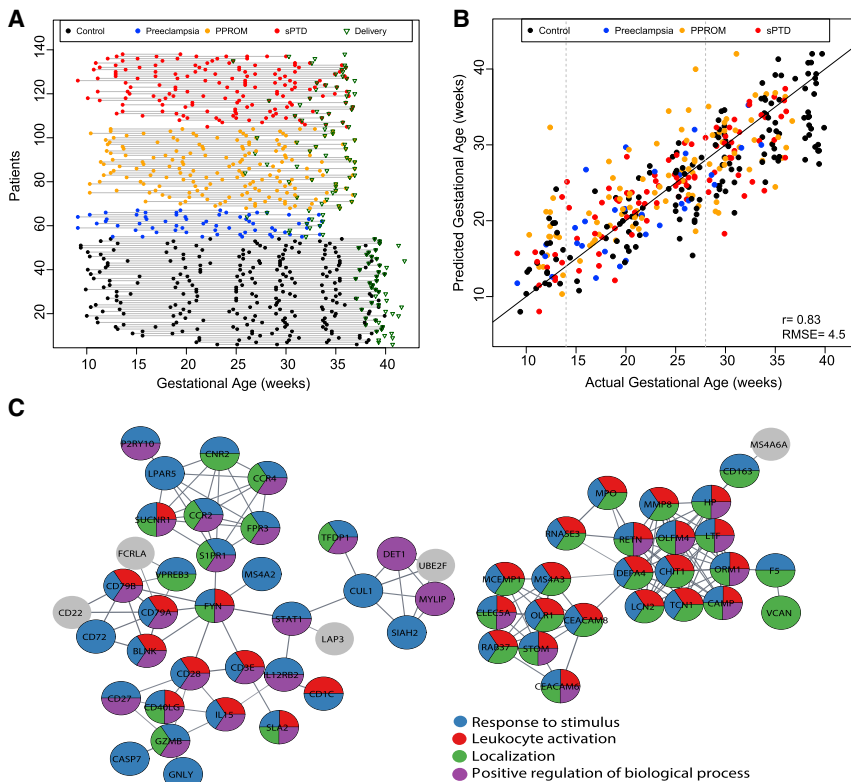 A
Control Preeclampsia PPROM sPTD Delivery
Patients
140
120
100
80
60
40
20
10 15 20 25 30 35 40
Gestational Age (weeks)
B
Control Preeclampsia PPROM sPTD
Predicted Gestational Age (weeks)
40
30
20
10
r= 0.83
RMSE= 4.5
10 15 20 25 30 35 40
Actual Gestational Age (weeks)
C
P2RY10
CNR2
LPAR5
CCR4
SUCNR1
CCR2
FPR3
FCRLA
S1PR1
VPREB3
MS4A2
CD79B
CD22
CD79A
FYN
CD72
BLNK
STAT1
LAP3
CD28
CD3E
IL12RB2
CD1C
CD27
CD40LG
IL15
SLA2
GZMB
CASP7
GNLY
TFDP1
DET1
UBE2F
CUL1
MYLIP
SIAH2
MS4A6A
CD163
MPO
MMP8
HP
RNASE3
RETN
OLFM4
LTF
MCEMP1
MS4A3
DEFA4
CHIT1
ORM1
F5
CLEC5A
OLR1
CEACAM8
LCN2
TCN1
CAMP
VCAN
RAB37
STOM
CEACAM6
Response to stimulus
Leukocyte activation
Localization
Positive regulation of biological process